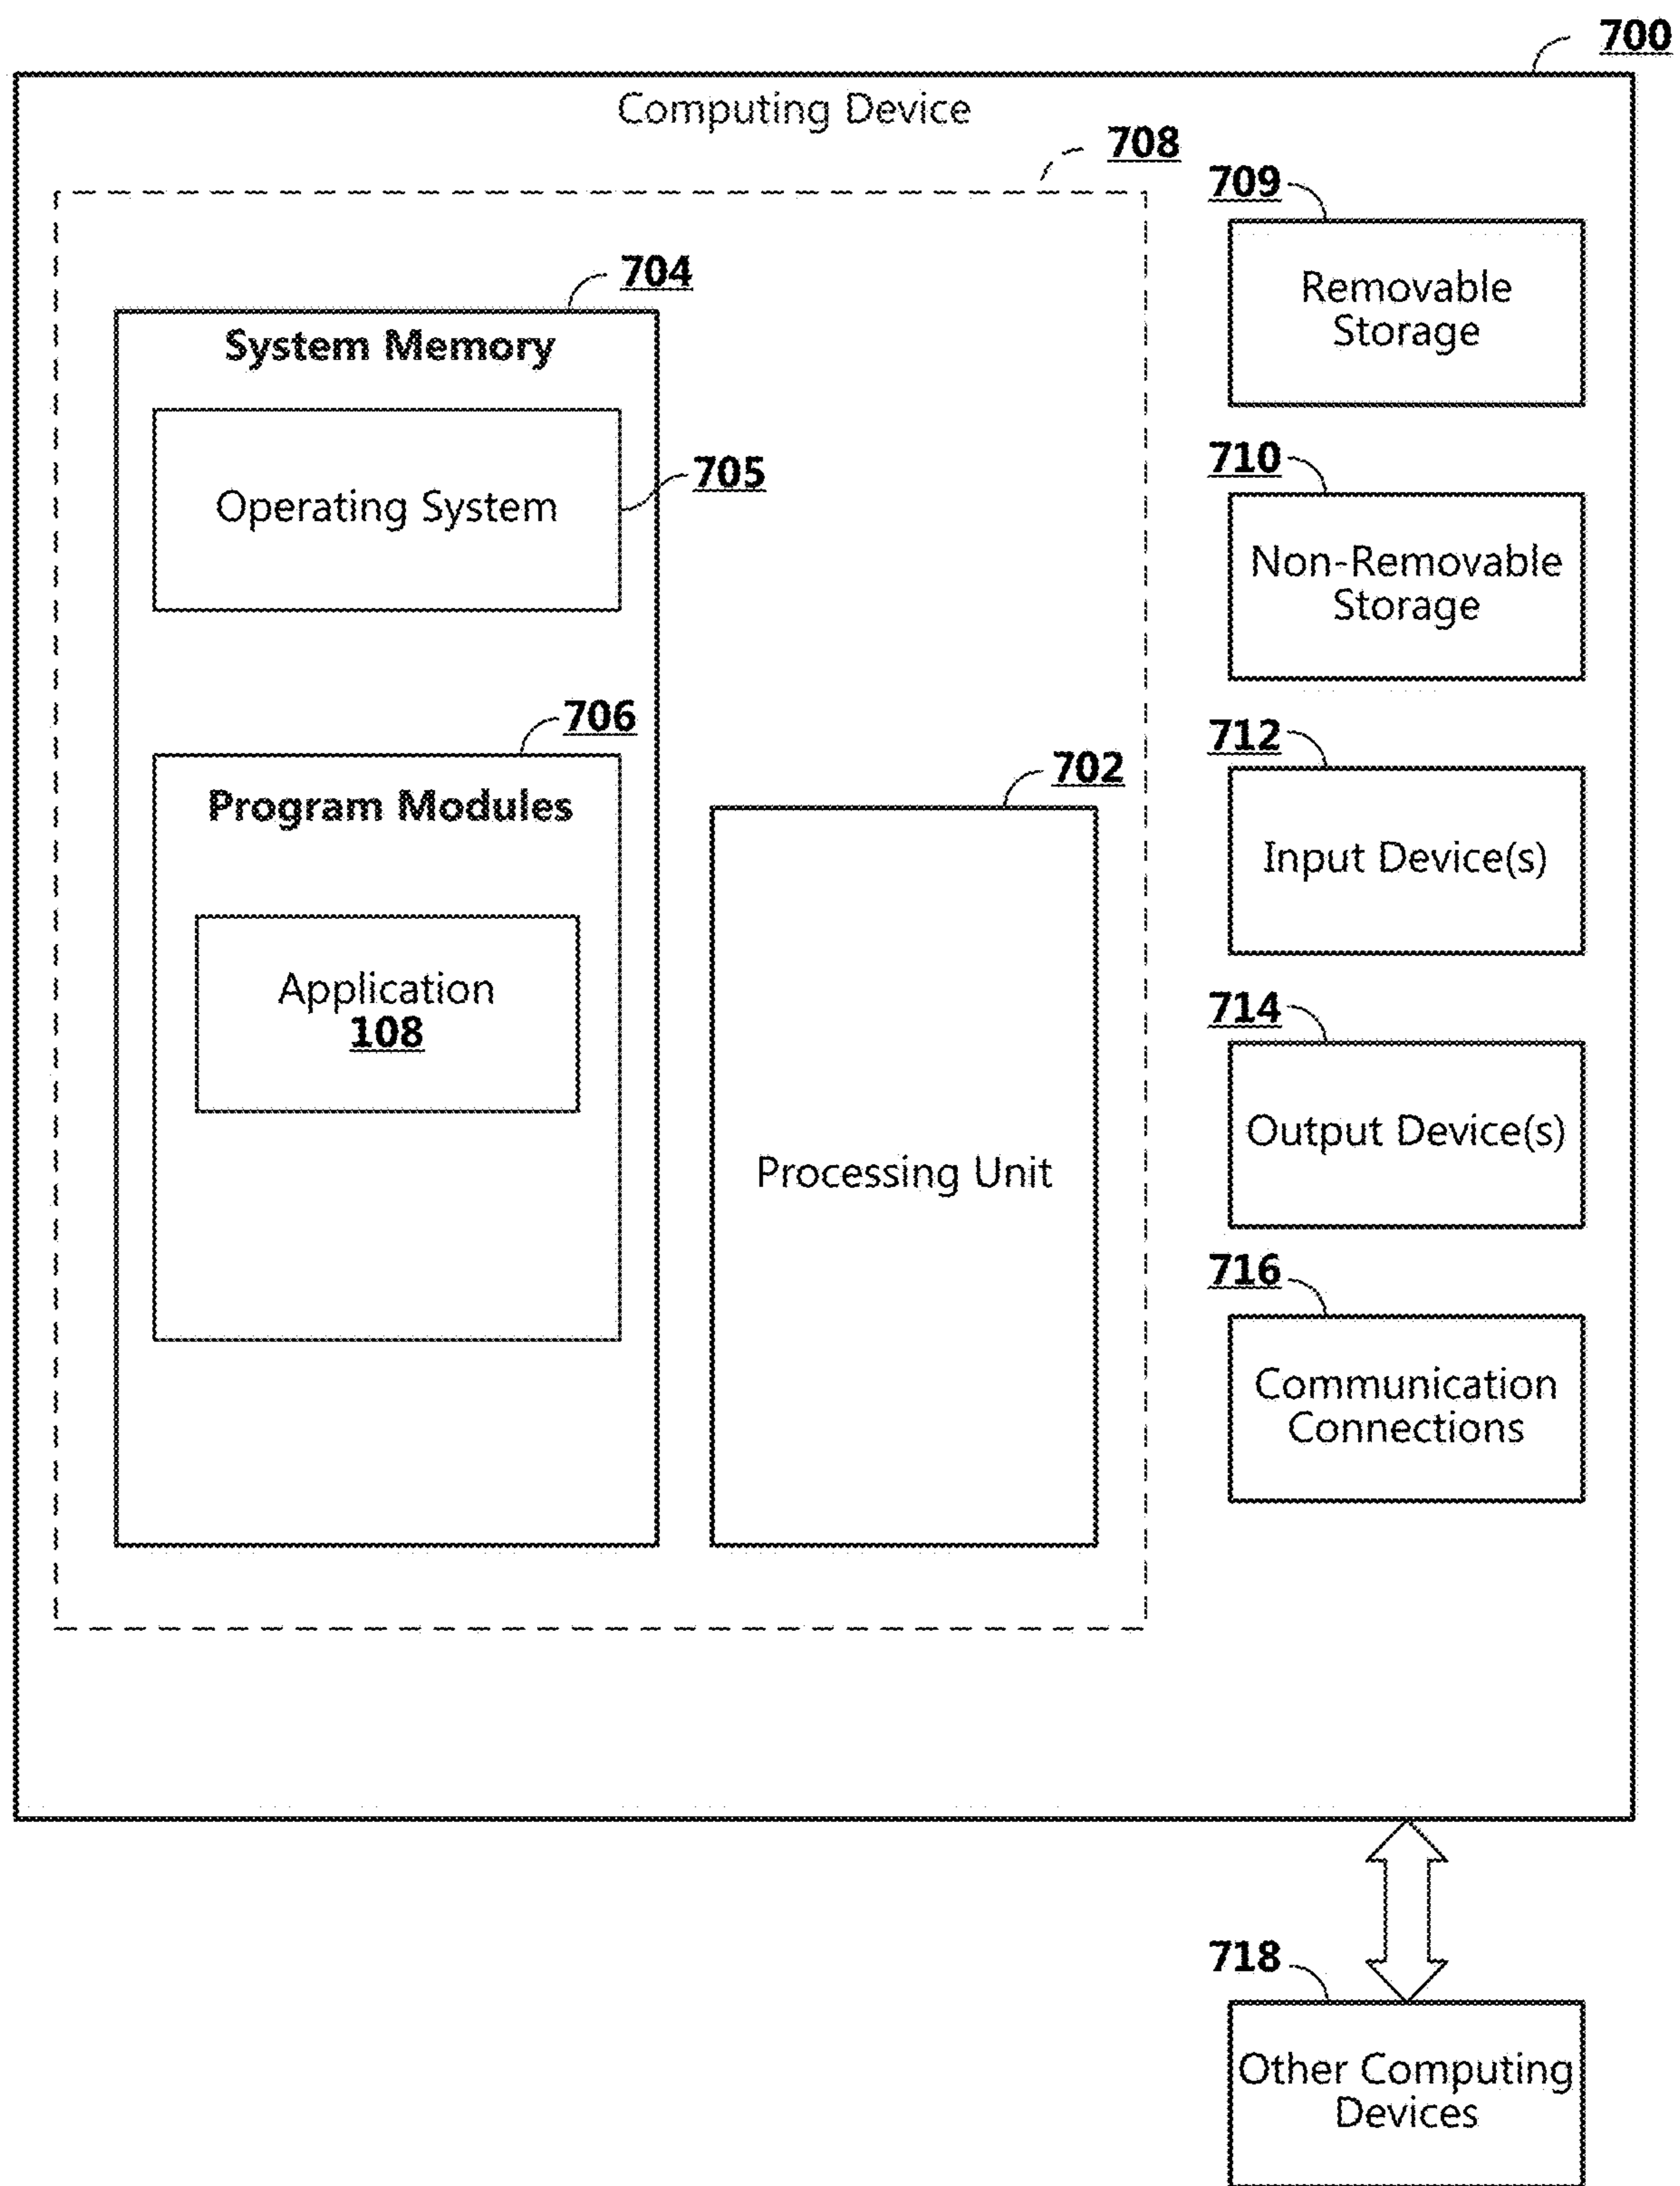 700
Computing Device
708
709
Removable
Storage
704
System Memory
Operating System
705
710
Non-Removable
Storage
706
Program Modules
Application
108
702
Processing Unit
712
Input Device(s)
714
Output Device(s)
716
Communication
Connections
718
Other Computing
Devices